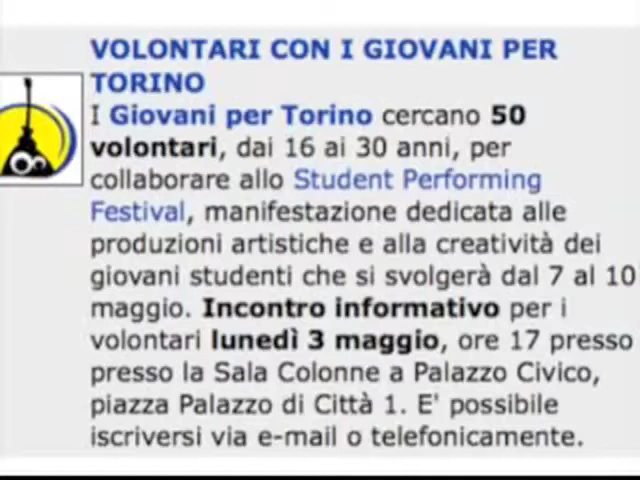 VOLONTARI CON I GIOVANI PER
TORINO
I Giovani per Torino cercano 50
volontari, dai 16 ai 30 anni, per
collaborare allo Student Performing
Festival, manifestazione dedicata alle
produzioni artistiche e alla creatività dei
giovani studenti che si svolgerà dal 7 al 10
maggio. Incontro informativo per i
volontari lunedì 3 maggio, ore 17 presso
presso la Sala Colonne a Palazzo Civico,
piazza Palazzo di Città 1. E' possibile
iscriversi via e-mail o telefonicamente.